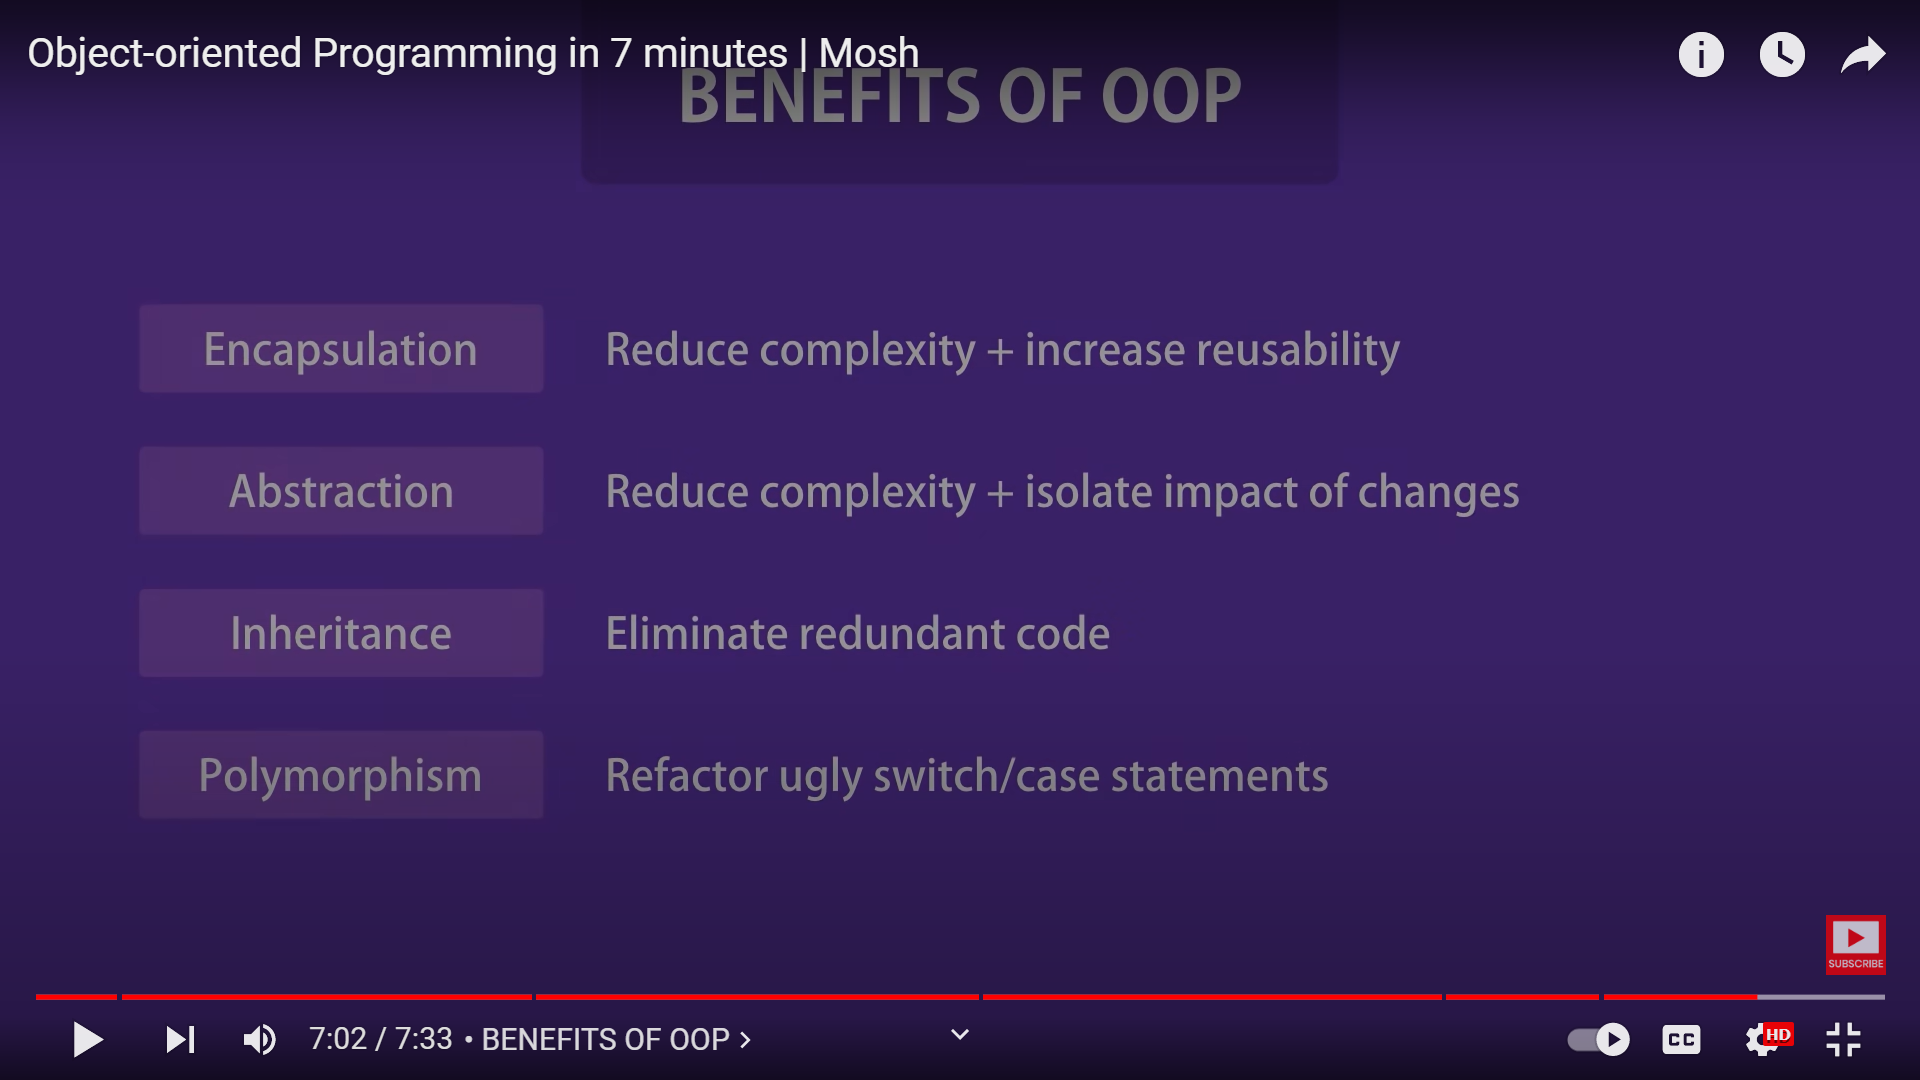 Object-oriented Programming in 7 minutes | Mosh
BENEFITS OF OOP
Encapsulation Reduce complexity + increase reusability
Abstraction Reduce complexity + isolate impact of changes
Inheritance Eliminate redundant code
Polymorphism Refactor ugly switch/case statements
SUBSCRIBE
7:02 / 7:33 • BENEFITS OF OOP
CC
HD